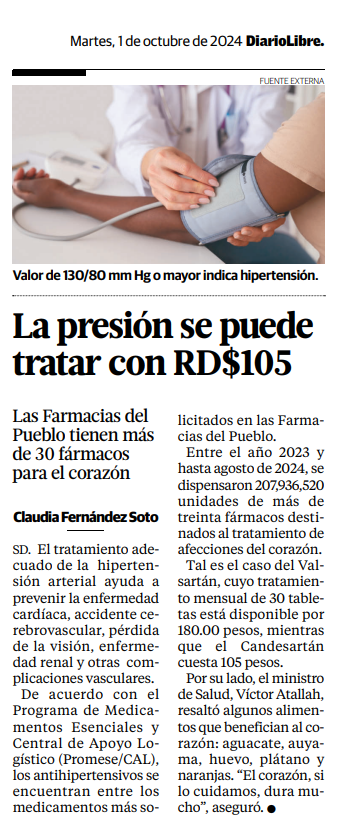 Martes, 1 de octubre de 2024 DiarioLibre.
FUENTE EXTERNA
Valor de 130/80 mm Hg o mayor indica hipertensión.
La presión se puede
tratar con RD$105
Las Farmacias del
Pueblo tienen más
de 30 fármacos
para el corazón
Claudia Fernández Soto
SD. El tratamiento ade-
cuado de la hiperten-
sión arterial ayuda a
prevenir la enfermedad
cardíaca, accidente ce-
rebrovascular, pérdida
de la visión, enferme-
dad renal y otras com-
plicaciones vasculares.
De acuerdo con el
Programa de Medica-
mentos Esenciales y
Central de Apoyo Lo-
gístico (Promese/CAL),
los antihipertensivos se
encuentran entre los
medicamentos más so-
licitados en las Farma-
cias del Pueblo.
Entre el año 2023 y
hasta agosto de 2024, se
dispensaron 207,936,520
unidades de más de
treinta fármacos desti-
nados al tratamiento de
afecciones del corazón.
Tal es el caso del Val-
sartán, cuyo tratamien-
to mensual de 30 table-
tas está disponible por
180.00 pesos, mientras
que el Candesartán
cuesta 105 pesos.
Por su lado, el ministro
de Salud, Víctor Atallah,
resaltó algunos alimen-
tos que benefician al co-
razón: aguacate, auya-
ma, huevo, plátano y
naranjas. “El corazón, si
lo cuidamos, dura mu-
cho”, aseguró. ●